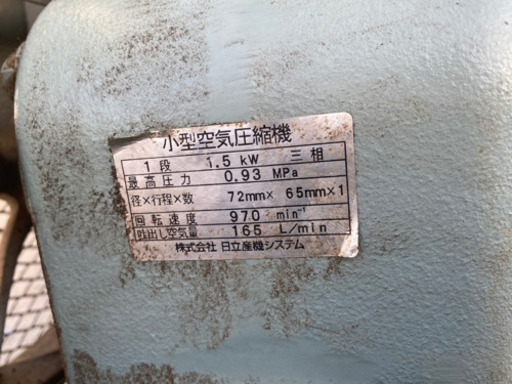 小型空気圧縮機
1段 1.5 kW 三相
最高圧力 0.93 MPa
径×行程×数 72mm× 65mm×1
回転速度 970 min⁻¹
吐出し空気量 165 L/min
株式会社 日立産機システム